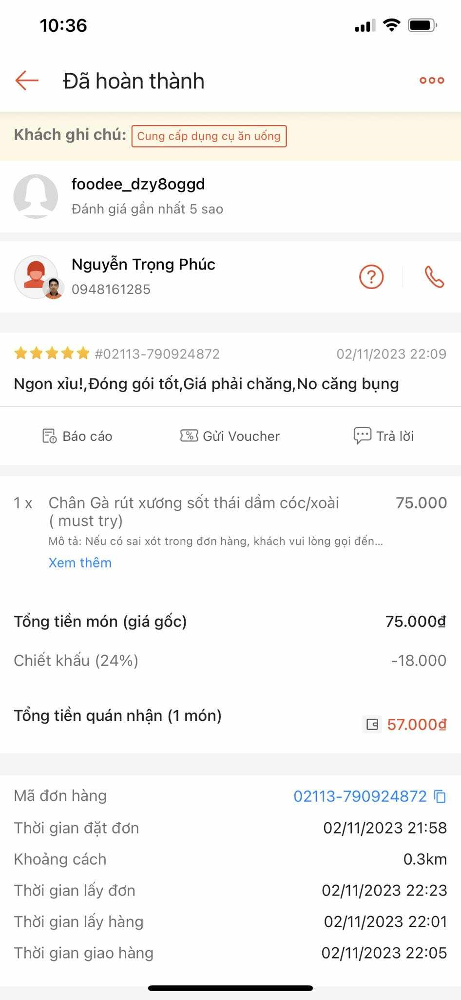 10:36
Đã hoàn thành
Khách ghi chú: Cung cấp dụng cụ ăn uống
foodee_dzy8oggd
Đánh giá gần nhất 5 sao
Nguyễn Trọng Phúc
0948161285
#02113-790924872 02/11/2023 22:09
Ngon xỉu!,Đóng gói tốt,Giá phải chăng,No căng bụng
Báo cáo Gửi Voucher Trả lời
1 x Chân Gà rút xương sốt thái dầm cóc/xoài 75.000
( must try)
Mô tả: Nếu có sai xót trong đơn hàng, khách vui lòng gọi đến...
Xem thêm
Tổng tiền món (giá gốc) 75.000đ
Chiết khấu (24%) -18.000
Tổng tiền quán nhận (1 món) 57.000đ
Mã đơn hàng 02113-790924872
Thời gian đặt đơn 02/11/2023 21:58
Khoảng cách 0.3km
Thời gian lấy đơn 02/11/2023 22:23
Thời gian lấy hàng 02/11/2023 22:01
Thời gian giao hàng 02/11/2023 22:05